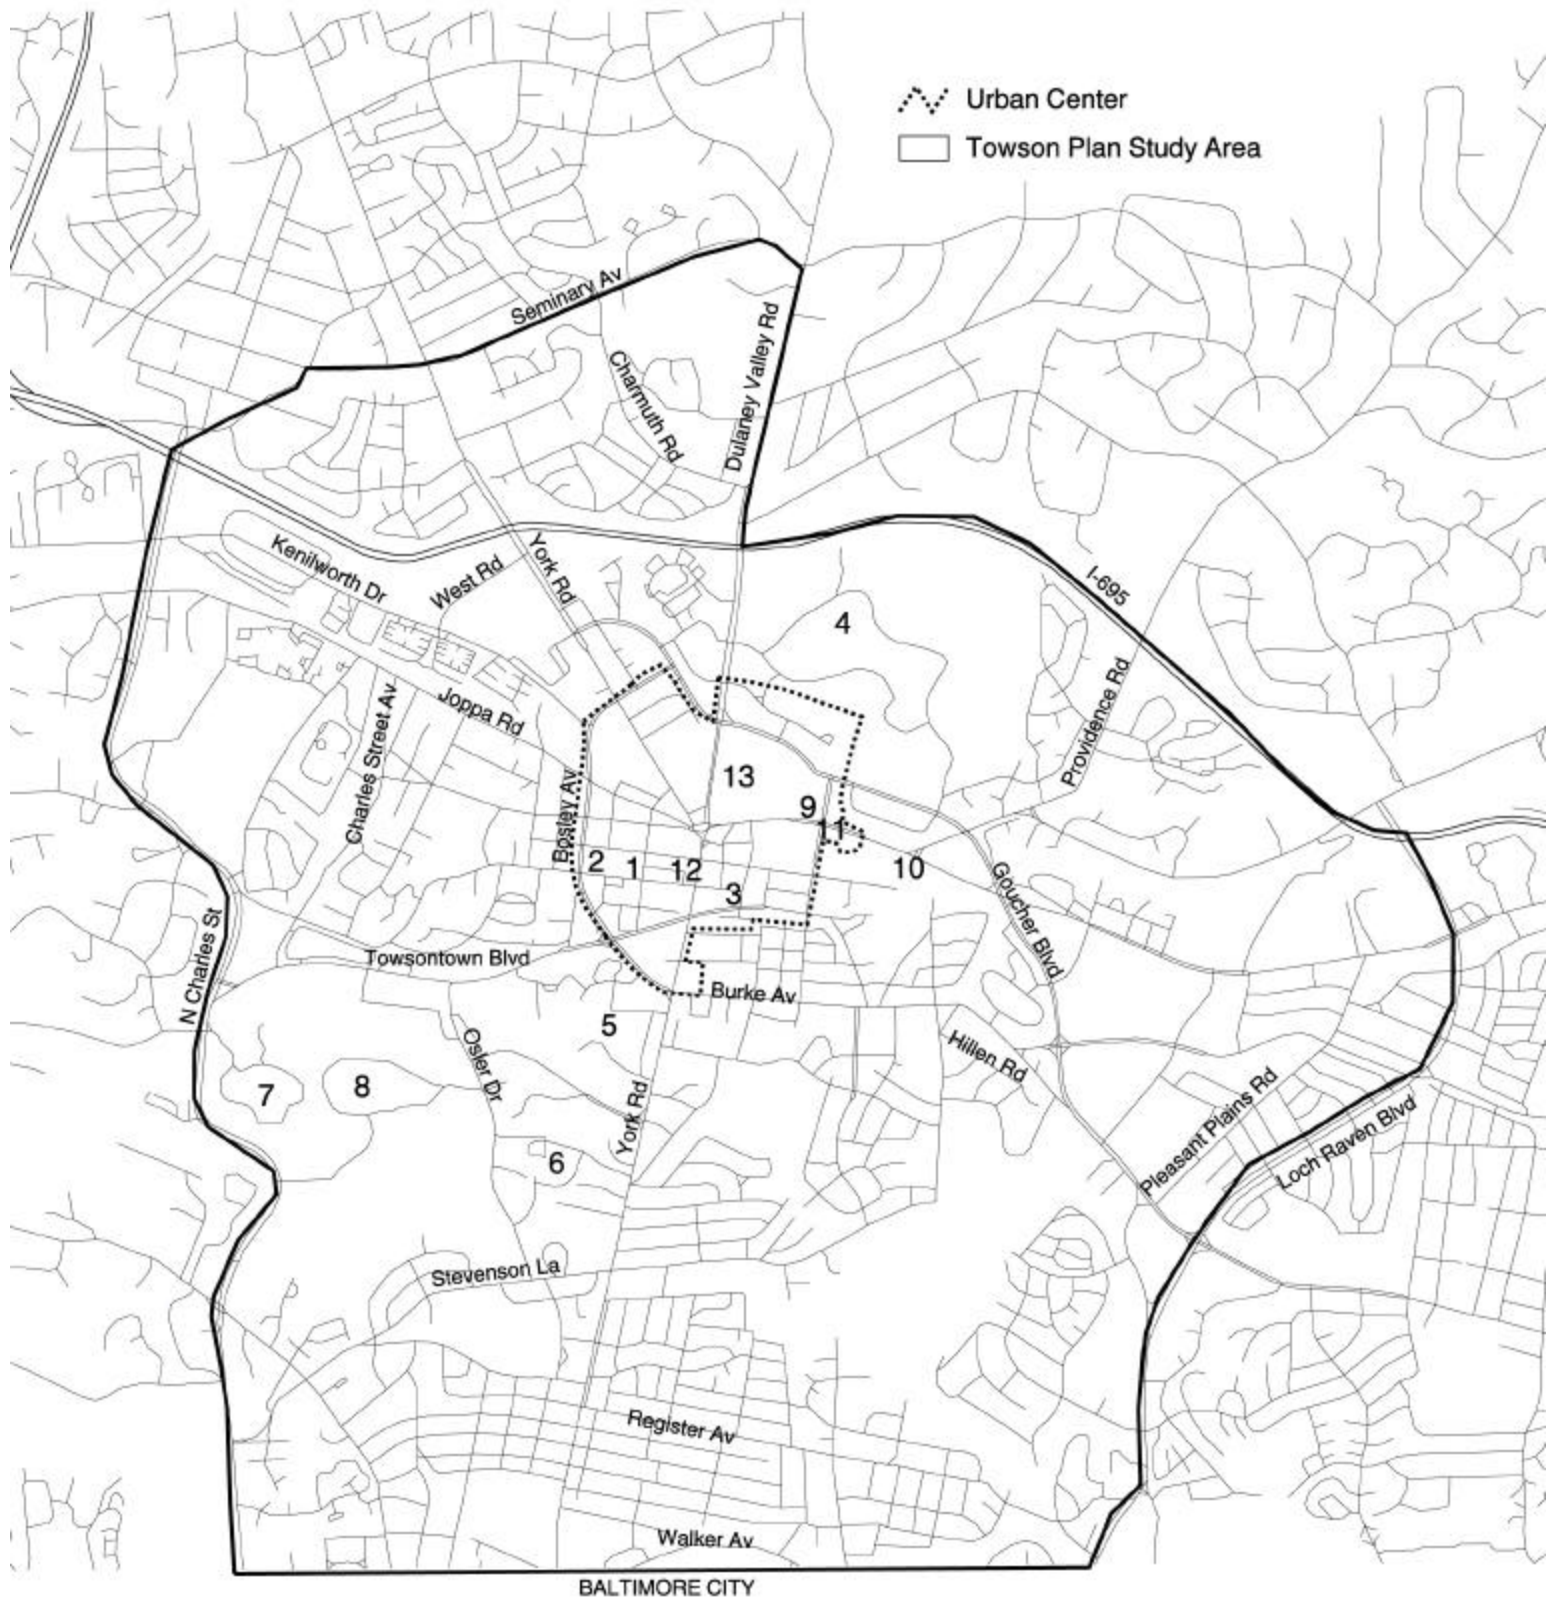 Urban Center
Towson Plan Study Area
Seminary Av
Dulaney Valley Rd
Charmuth Rd
Kenilworth Dr
West Rd
York Rd
I-695
4
Providence Rd
Joppa Rd
Charles Street Av
13
Bosley Av
9
11
2
1
12
3
10
Goucher Blvd
N Charles St
Towsontown Blvd
Burke Av
5
Osler Dr
Hillen Rd
7
8
York Rd
Pleasant Plains Rd
Loch Raven Blvd
6
Stevenson La
Register Av
Walker Av
BALTIMORE CITY